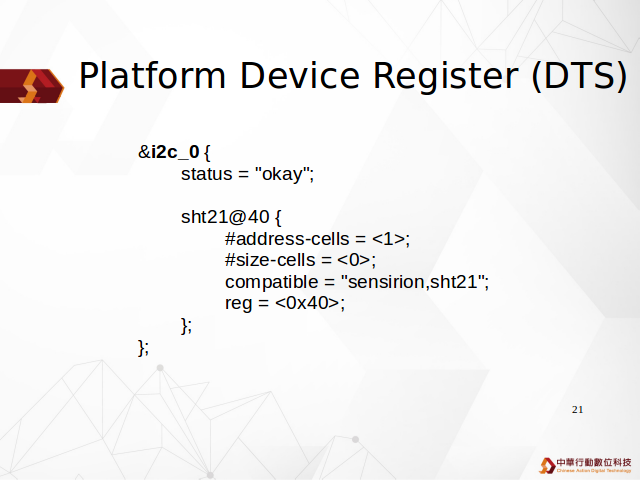 Platform Device Register (DTS)
&i2c_0 {
status = "okay";
sht21@40 {
#address-cells = <1>;
#size-cells = <0>;
compatible = "sensirion,sht21";
reg = <0x40>;
};
};
21
中華行動數位科技
Chinese Action Digital Technology